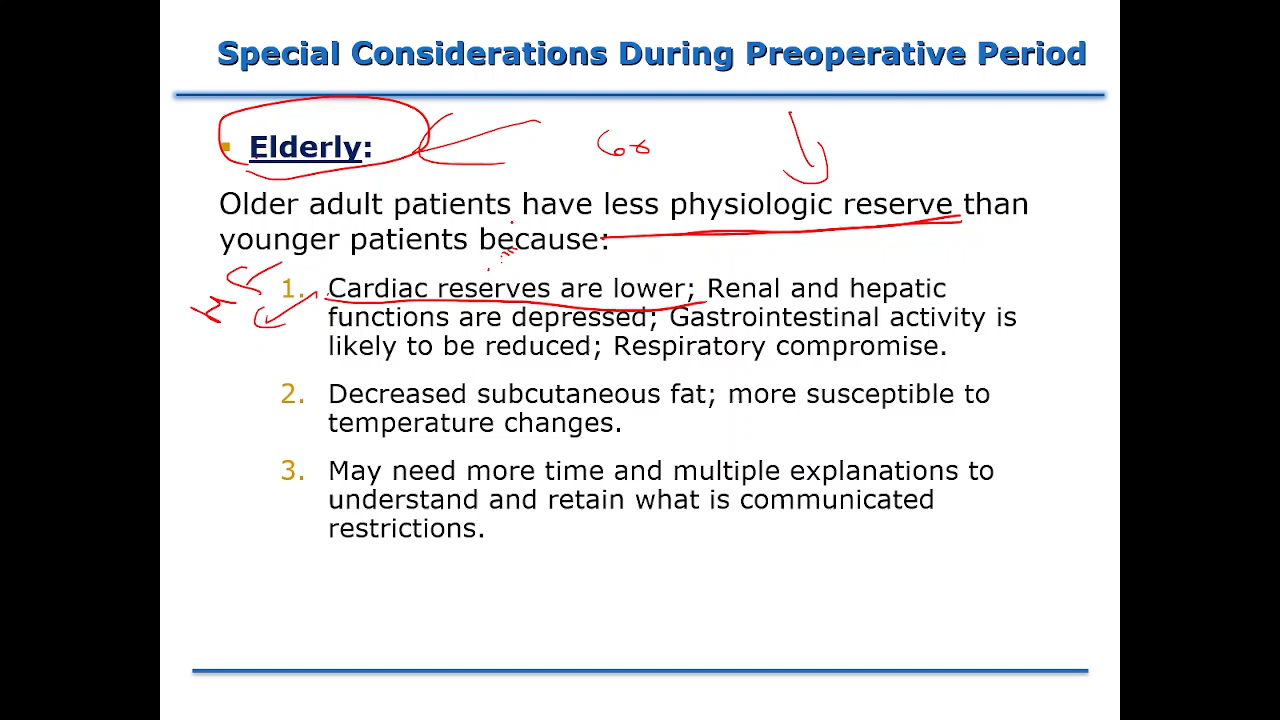 Special Considerations During Preoperative Period
Elderly:
Older adult patients have less physiologic reserve than
younger patients because:
1. Cardiac reserves are lower; Renal and hepatic
functions are depressed; Gastrointestinal activity is
likely to be reduced; Respiratory compromise.
2. Decreased subcutaneous fat; more susceptible to
temperature changes.
3. May need more time and multiple explanations to
understand and retain what is communicated
restrictions.